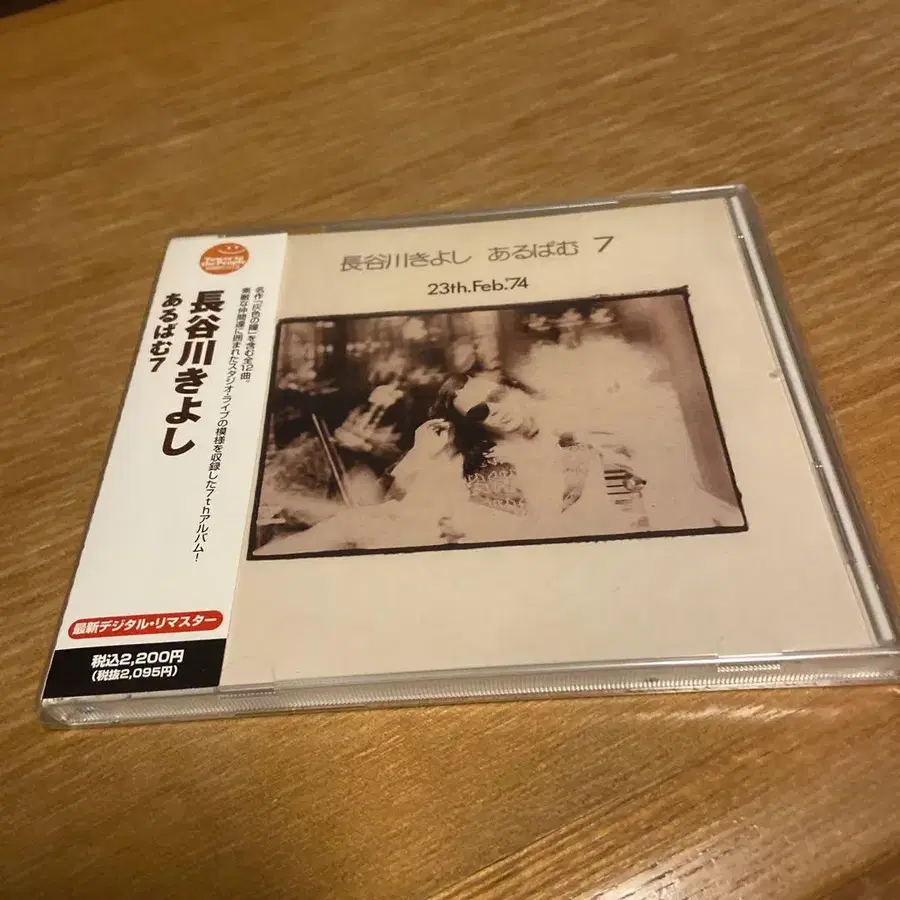 Tower to
the People
長谷川きよし
あるばむ7
名作「灰色の瞳」を含む全12曲。
素敵な仲間達に囲まれたスタジオ・ライブの模様を収録した7thアルバム!
最新デジタル・リマスター
税込2,200円
(税抜2,095円)
長谷川きよし あるばむ 7
23th.Feb.'74